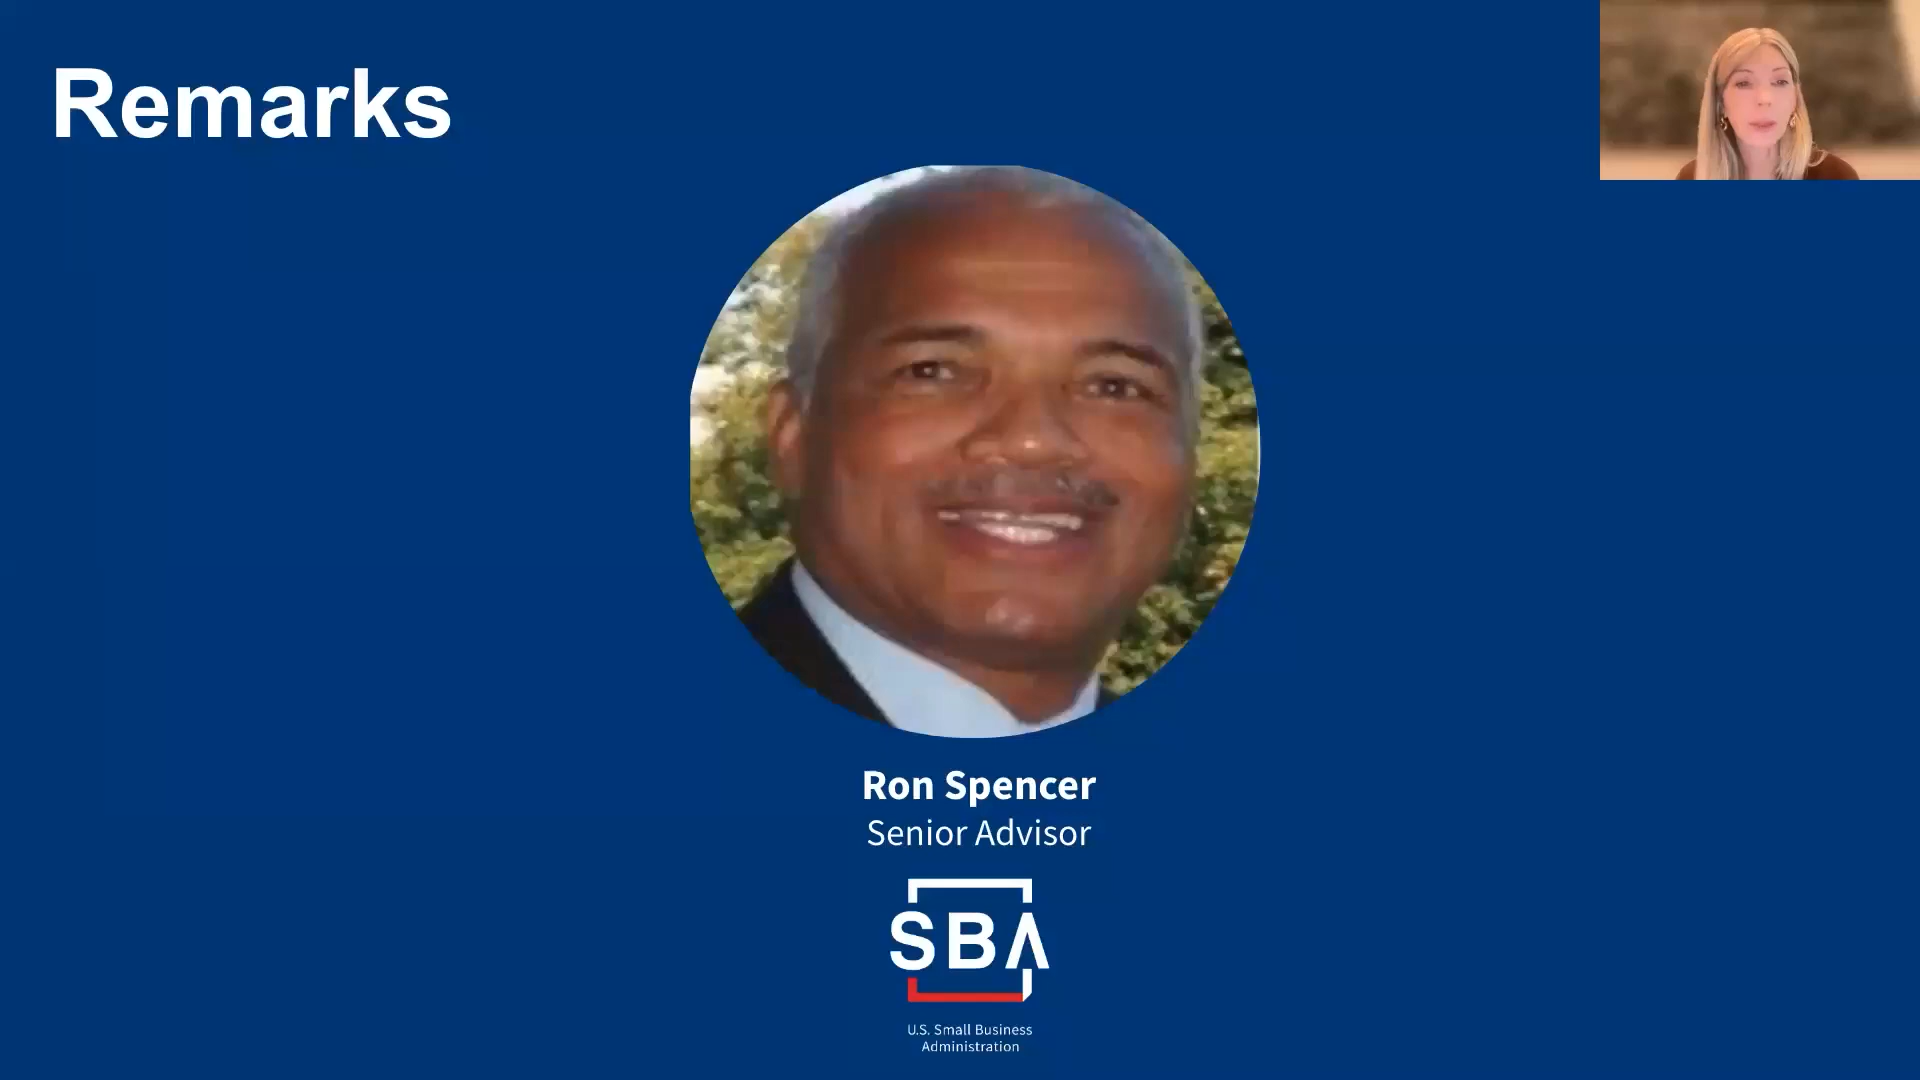 Remarks
Ron Spencer
Senior Advisor
SBA
U.S. Small Business
Administration